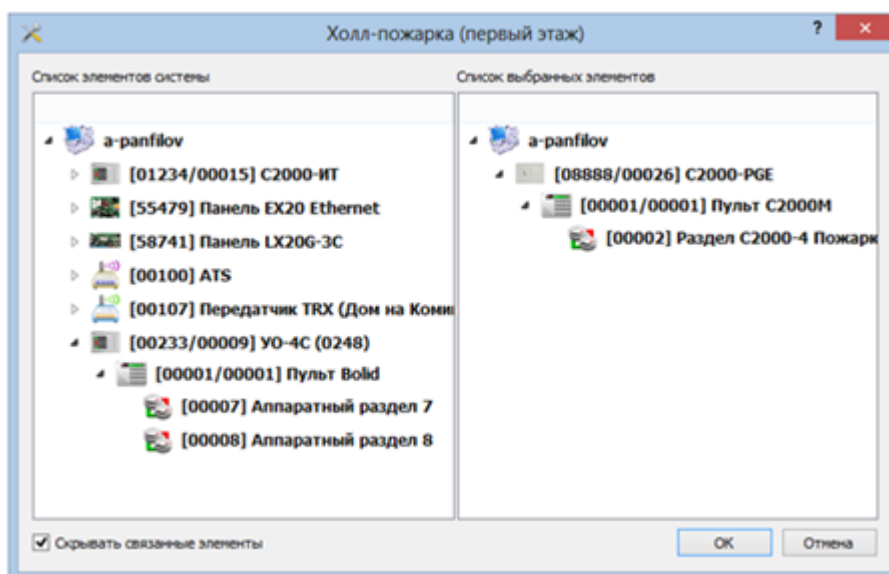 Холл-пожарка (первый этаж)
?
Список элементов системы
Список выбранных элементов
a-panfilov
[01234/00015] С2000-ИТ
[55479] Панель EX20 Ethernet
[58741] Панель LX20G-3C
[00100] ATS
[00107] Передатчик TRX (Дом на Коми
[00233/00009] УО-4С (0248)
[00001/00001] Пульт Bolid
[00007] Аппаратный раздел 7
[00008] Аппаратный раздел 8
a-panfilov
[08888/00026] С2000-PGE
[00001/00001] Пульт С2000М
[00002] Раздел С2000-4 Пожарк
Скрывать связанные элементы
ОК
Отмена